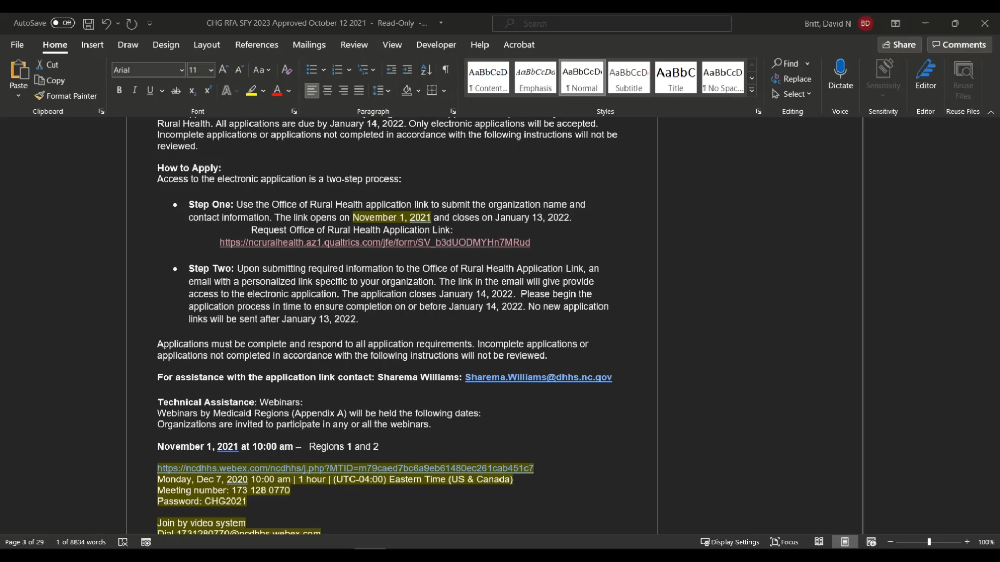 AutoSave Off CHG RFA SFY 2023 Approved October 12 2021 - Read-Only -... Search Britt, David N BD
File Home Insert Draw Design Layout References Mailings Review View Developer Help Acrobat Share Comments
Paste Cut Copy Format Painter
Clipboard
Arial 11 Aa
B I U ab x₂ x² A A
Font
Paragraph
AaBbCcD AaBbCcDc AaBbCcDc AaBbCcDc AaBbC AaBbCcD
¶ Content... Emphasis ¶ Normal Subtitle Title ¶ No Spac...
Styles
Find Replace Select
Editing
Dictate
Voice
Sensitivity
Sensitivity
Editor
Editor
Reuse Files
Reuse Files
Rural Health. All applications are due by January 14, 2022. Only electronic applications will be accepted.
Incomplete applications or applications not completed in accordance with the following instructions will not be
reviewed.
How to Apply:
Access to the electronic application is a two-step process:
• Step One: Use the Office of Rural Health application link to submit the organization name and
contact information. The link opens on November 1, 2021 and closes on January 13, 2022.
Request Office of Rural Health Application Link:
https://ncruralhealth.az1.qualtrics.com/jfe/form/SV_b3dUODMYHn7MRud
• Step Two: Upon submitting required information to the Office of Rural Health Application Link, an
email with a personalized link specific to your organization. The link in the email will give provide
access to the electronic application. The application closes January 14, 2022. Please begin the
application process in time to ensure completion on or before January 14, 2022. No new application
links will be sent after January 13, 2022.
Applications must be complete and respond to all application requirements. Incomplete applications or
applications not completed in accordance with the following instructions will not be reviewed.
For assistance with the application link contact: Sharema Williams: Sharema.Williams@dhhs.nc.gov
Technical Assistance: Webinars:
Webinars by Medicaid Regions (Appendix A) will be held the following dates:
Organizations are invited to participate in any or all the webinars.
November 1, 2021 at 10:00 am – Regions 1 and 2
https://ncdhhs.webex.com/ncdhhs/j.php?MTID=m79caed7bc6a9eb61480ec261cab451c7
Monday, Dec 7, 2020 10:00 am | 1 hour | (UTC-04:00) Eastern Time (US & Canada)
Meeting number: 173 128 0770
Password: CHG2021
Join by video system
Dial 1731280770@ncdhhs.webex.com
Page 3 of 29 1 of 8834 words Display Settings Focus 100%